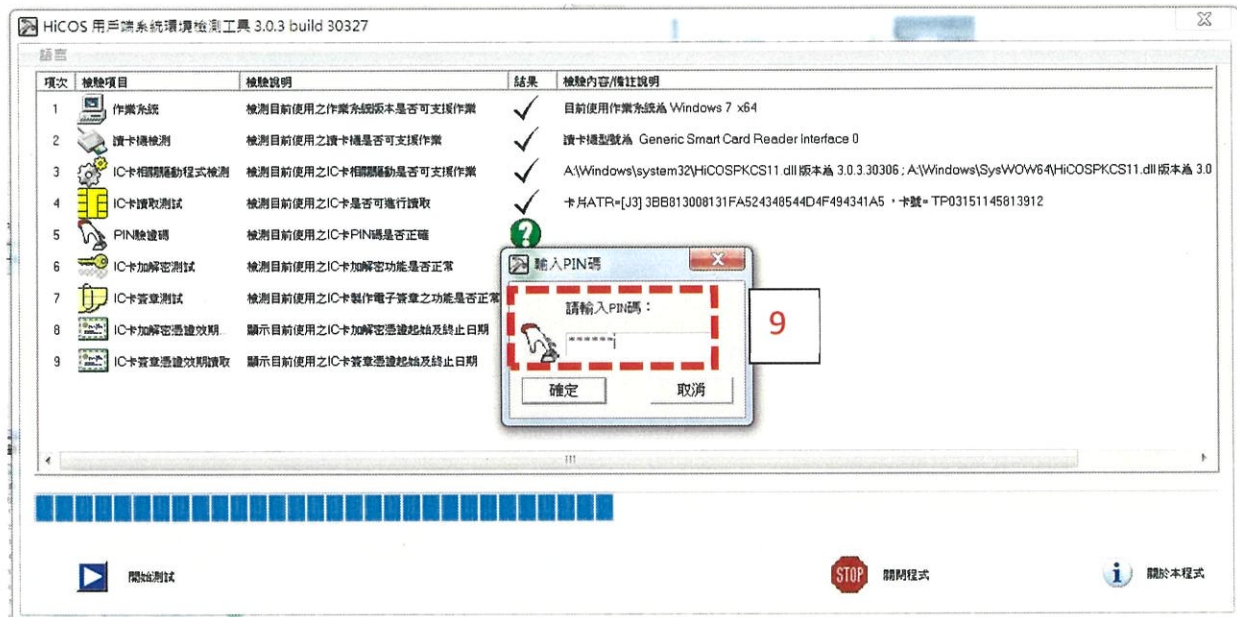 HiCOS 用戶端系統環境檢測工具 3.0.3 build 30327
語言
項次 檢驗項目 檢驗說明 結果 檢驗內容/備註說明
1 作業系統 檢測目前使用之作業系統版本是否可支援作業 ✓ 目前使用作業系統為 Windows 7 x64
2 讀卡機檢測 檢測目前使用之讀卡機是否可支援作業 ✓ 讀卡機型號為 Generic Smart Card Reader Interface 0
3 IC卡相關驅動程式檢測 檢測目前使用之IC卡相關驅動是否可支援作業 ✓ A:\Windows\system32\HiCOSPKCS11.dll 版本為 3.0.3.30306 ; A:\Windows\SysWOW64\HiCOSPKCS11.dll 版本為 3.0
4 IC卡讀取測試 檢測目前使用之IC卡是否可進行讀取 ✓ 卡片ATR=[J3] 3BB813008131FA524348544D4F494341A5 ，卡號= TP03151145813912
5 PIN驗證碼 檢測目前使用之IC卡PIN碼是否正確 ?
6 IC卡加解密測試 檢測目前使用之IC卡加解密功能是否正常
7 IC卡簽章測試 檢測目前使用之IC卡製作電子簽章之功能是否正常
8 IC卡加解密憑證效期... 顯示目前使用之IC卡加解密憑證起始及終止日期
9 IC卡簽章憑證效期讀取 顯示目前使用之IC卡簽章憑證起始及終止日期
輸入PIN碼
請輸入PIN碼：
******
確定 取消
9
開始測試 STOP 關閉程式 i 關於本程式